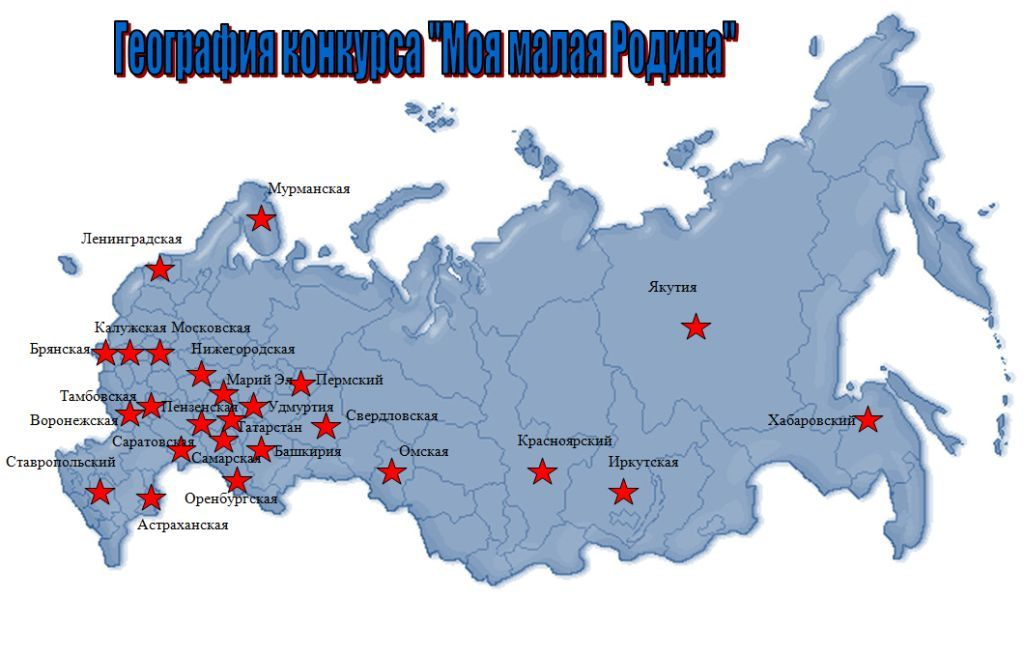 География конкурса "Моя малая Родина"
Мурманская
Ленинградская
Якутия
Калужская Московская
Брянская
Нижегородская
Марий Эл
Пермский
Тамбовская
Пензенская
Удмуртия
Свердловская
Воронежская
Хабаровский
Татарстан
Саратовская
Красноярский
Самарская
Башкирия
Омская
Ставропольский
Иркутская
Оренбургская
Астраханская